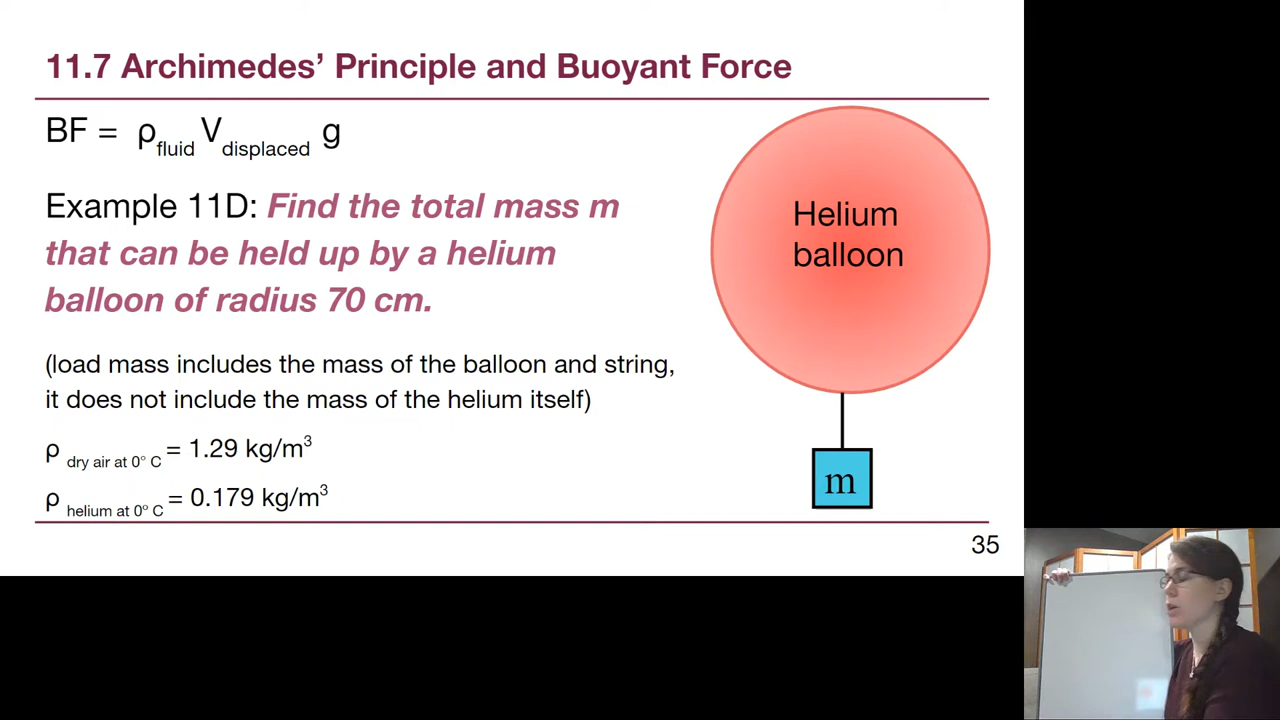 11.7 Archimedes’ Principle and Buoyant Force
BF = ρfluid Vdisplaced g
Example 11D: Find the total mass m
that can be held up by a helium
balloon of radius 70 cm.
(load mass includes the mass of the balloon and string,
it does not include the mass of the helium itself)
ρ dry air at 0° C = 1.29 kg/m³
ρ helium at 0° C = 0.179 kg/m³
Helium
balloon
m
35